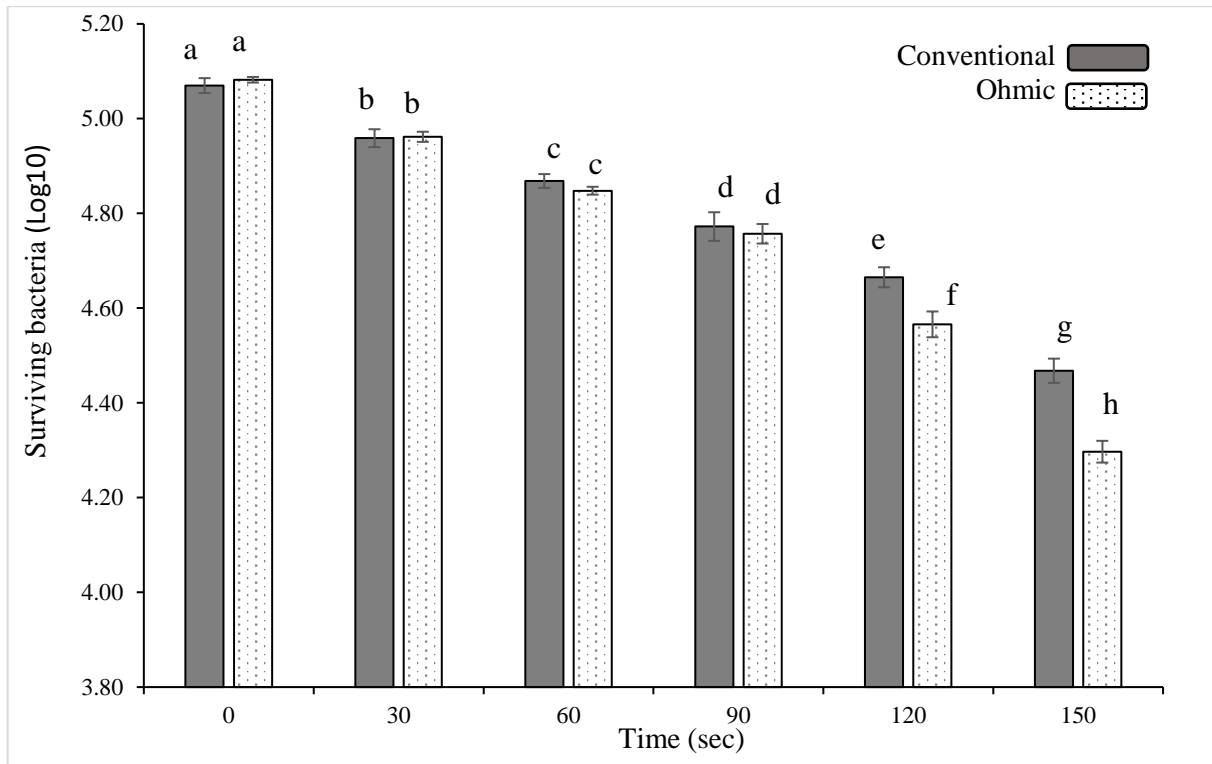 5.20
5.00
4.80
4.60
4.40
4.20
4.00
3.80
Surviving bacteria (Log10)
a
a
b
b
c
c
d
d
e
f
g
h
Conventional
Ohmic
0
30
60
90
120
150
Time (sec)